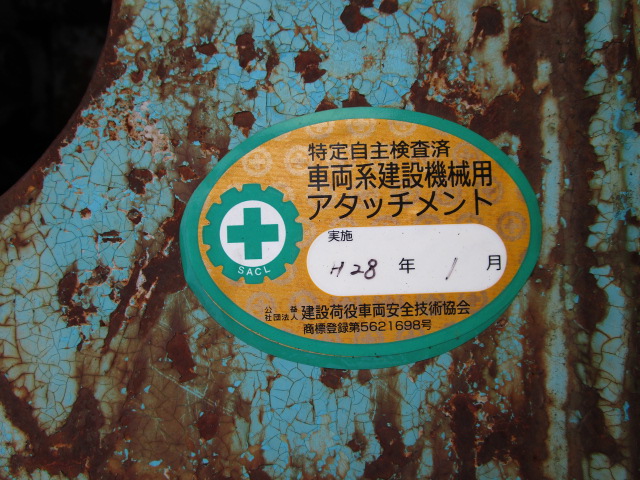 特定自主検査済
車両系建設機械用
アタッチメント
実施
H28 年 1 月
SACL
公益社団法人 建設荷役車両安全技術協会
商標登録第5621698号